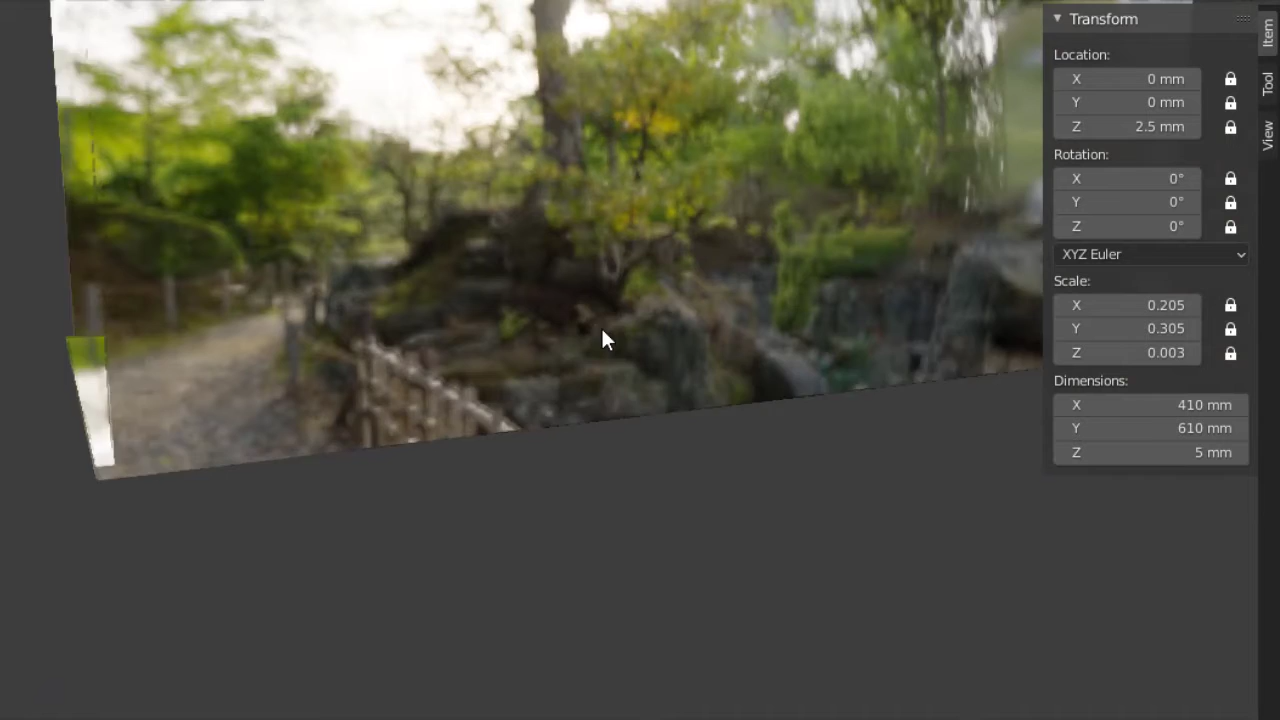 Transform
Location:
X 0 mm
Y 0 mm
Z 2.5 mm
Rotation:
X 0°
Y 0°
Z 0°
XYZ Euler
Scale:
X 0.205
Y 0.305
Z 0.003
Dimensions:
X 410 mm
Y 610 mm
Z 5 mm
Item
Tool
View